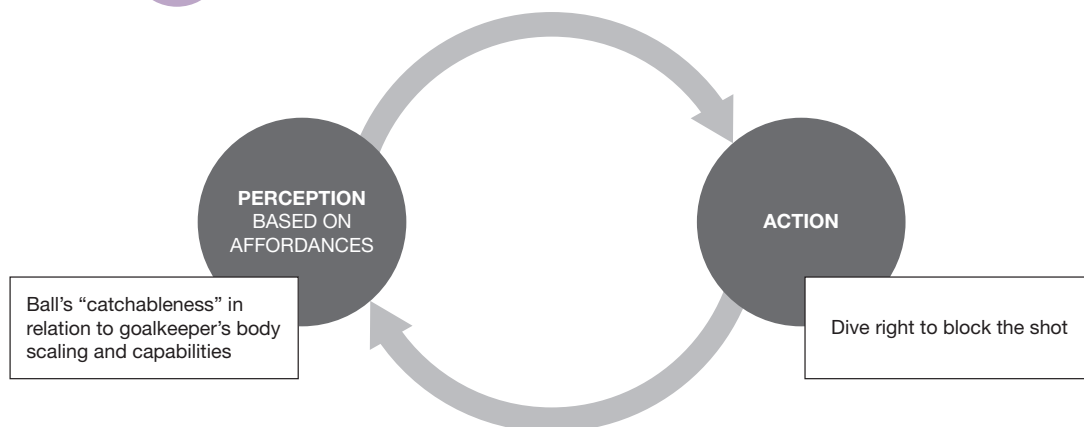 PERCEPTION
BASED ON
AFFORDANCES
ACTION
Ball’s “catchableness” in
relation to goalkeeper’s body
scaling and capabilities
Dive right to block the shot